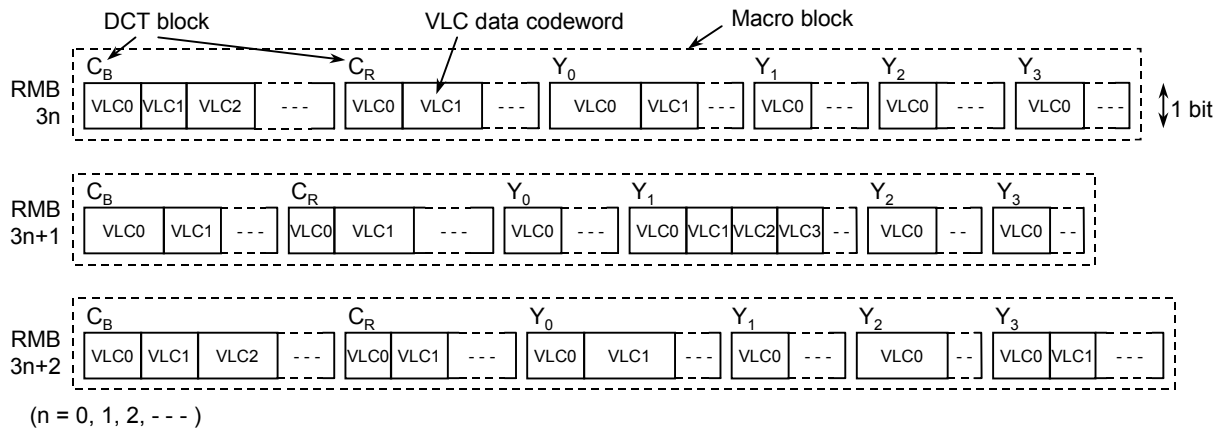 DCT block VLC data codeword Macro block
C_B C_R Y_0 Y_1 Y_2 Y_3
RMB 3n VLC0 VLC1 VLC2 - - - VLC0 VLC1 - - - VLC0 VLC1 - - - VLC0 - - - VLC0 - - - VLC0 - - - 1 bit
C_B C_R Y_0 Y_1 Y_2 Y_3
RMB 3n+1 VLC0 VLC1 - - - VLC0 VLC1 - - - VLC0 - - - VLC0 VLC1 VLC2 VLC3 - - VLC0 - - VLC0 - -
C_B C_R Y_0 Y_1 Y_2 Y_3
RMB 3n+2 VLC0 VLC1 VLC2 - - - VLC0 VLC1 - - - VLC0 VLC1 - - - VLC0 - - - VLC0 - - VLC0 VLC1 - - -
(n = 0, 1, 2, - - - )